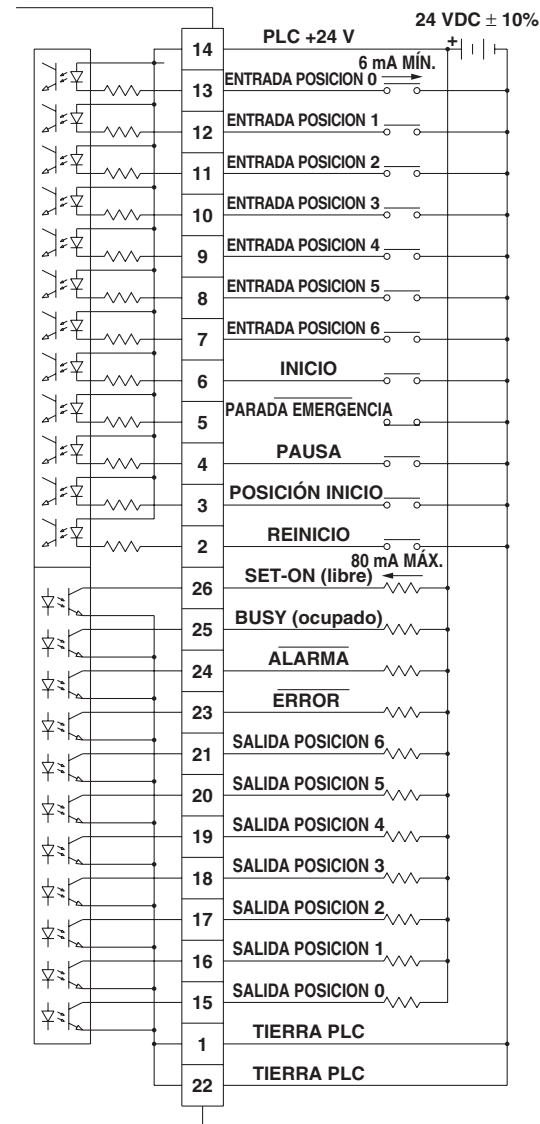 24 VDC ± 10%
14 PLC +24 V +
6 mA MÍN.
13 ENTRADA POSICION 0
12 ENTRADA POSICION 1
11 ENTRADA POSICION 2
10 ENTRADA POSICION 3
9 ENTRADA POSICION 4
8 ENTRADA POSICION 5
7 ENTRADA POSICION 6
6 INICIO
5 PARADA EMERGENCIA
4 PAUSA
3 POSICIÓN INICIO
2 REINICIO
80 mA MÁX.
26 SET-ON (libre)
25 BUSY (ocupado)
24 ALARMA
23 ERROR
21 SALIDA POSICION 6
20 SALIDA POSICION 5
19 SALIDA POSICION 4
18 SALIDA POSICION 3
17 SALIDA POSICION 2
16 SALIDA POSICION 1
15 SALIDA POSICION 0
1 TIERRA PLC
22 TIERRA PLC